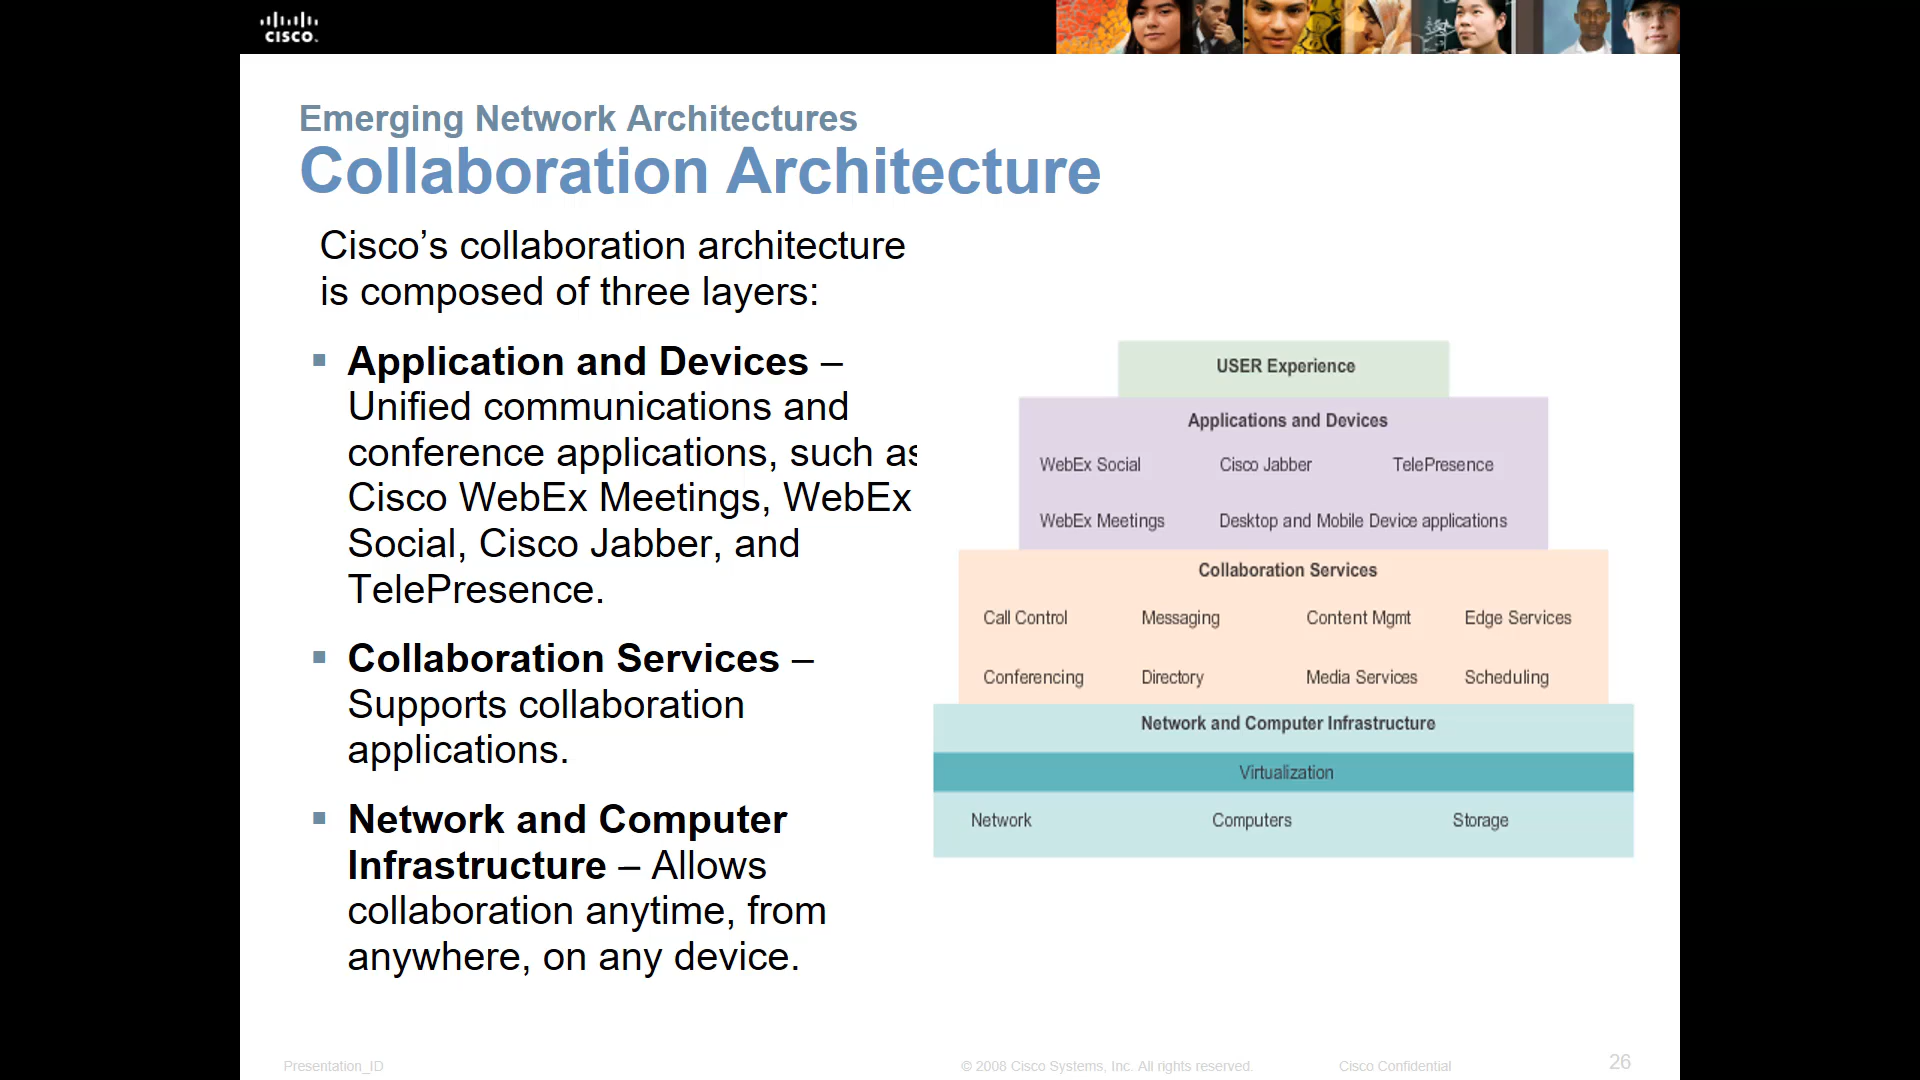 CISCO.
Emerging Network Architectures
Collaboration Architecture
Cisco’s collaboration architecture
is composed of three layers:
Application and Devices –
Unified communications and
conference applications, such as
Cisco WebEx Meetings, WebEx
Social, Cisco Jabber, and
TelePresence.
Collaboration Services –
Supports collaboration
applications.
Network and Computer
Infrastructure – Allows
collaboration anytime, from
anywhere, on any device.
USER Experience
Applications and Devices
WebEx Social Cisco Jabber TelePresence
WebEx Meetings Desktop and Mobile Device applications
Collaboration Services
Call Control Messaging Content Mgmt Edge Services
Conferencing Directory Media Services Scheduling
Network and Computer Infrastructure
Virtualization
Network Computers Storage
Presentation_ID © 2008 Cisco Systems, Inc. All rights reserved. Cisco Confidential 26